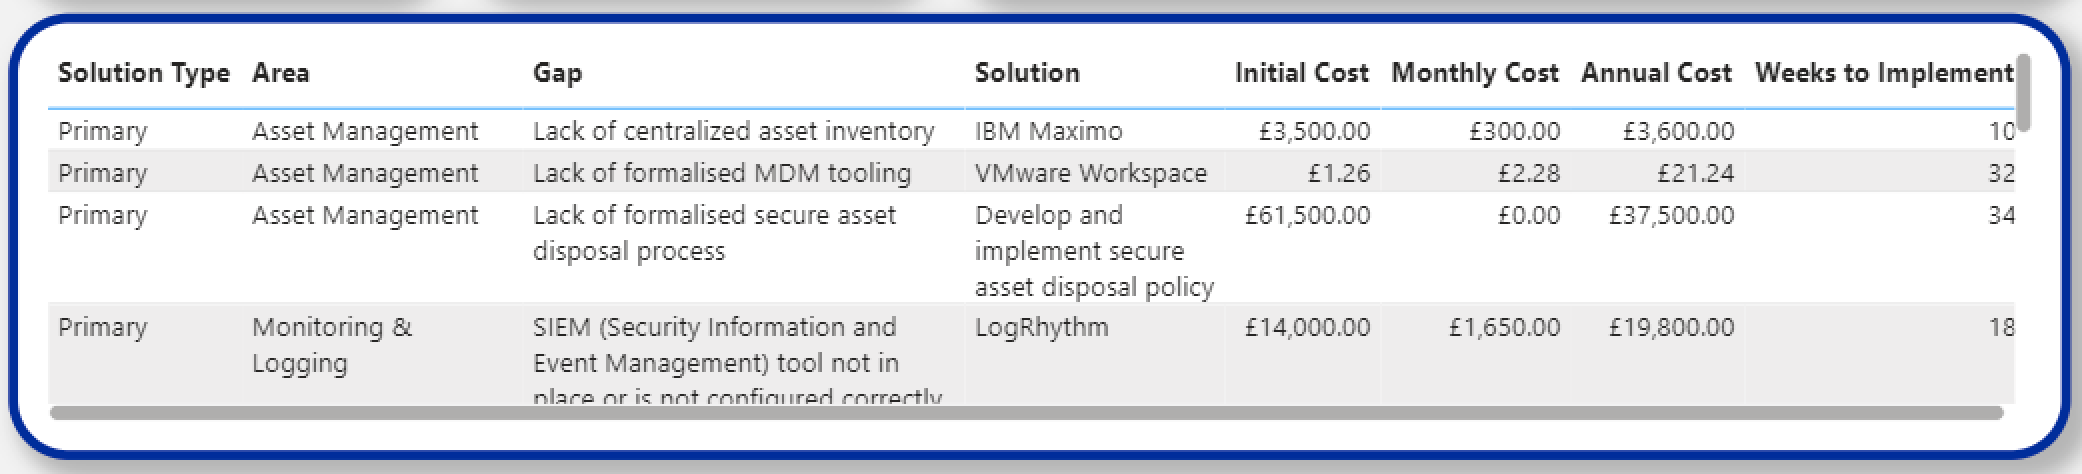 Solution Type Area Gap Solution Initial Cost Monthly Cost Annual Cost Weeks to Implement
Primary Asset Management Lack of centralized asset inventory IBM Maximo £3,500.00 £300.00 £3,600.00 10
Primary Asset Management Lack of formalised MDM tooling VMware Workspace £1.26 £2.28 £21.24 32
Primary Asset Management Lack of formalised secure asset Develop and £61,500.00 £0.00 £37,500.00 34
disposal process implement secure
asset disposal policy
Primary Monitoring & SIEM (Security Information and LogRhythm £14,000.00 £1,650.00 £19,800.00 18
Logging Event Management) tool not in
place or is not configured correctly